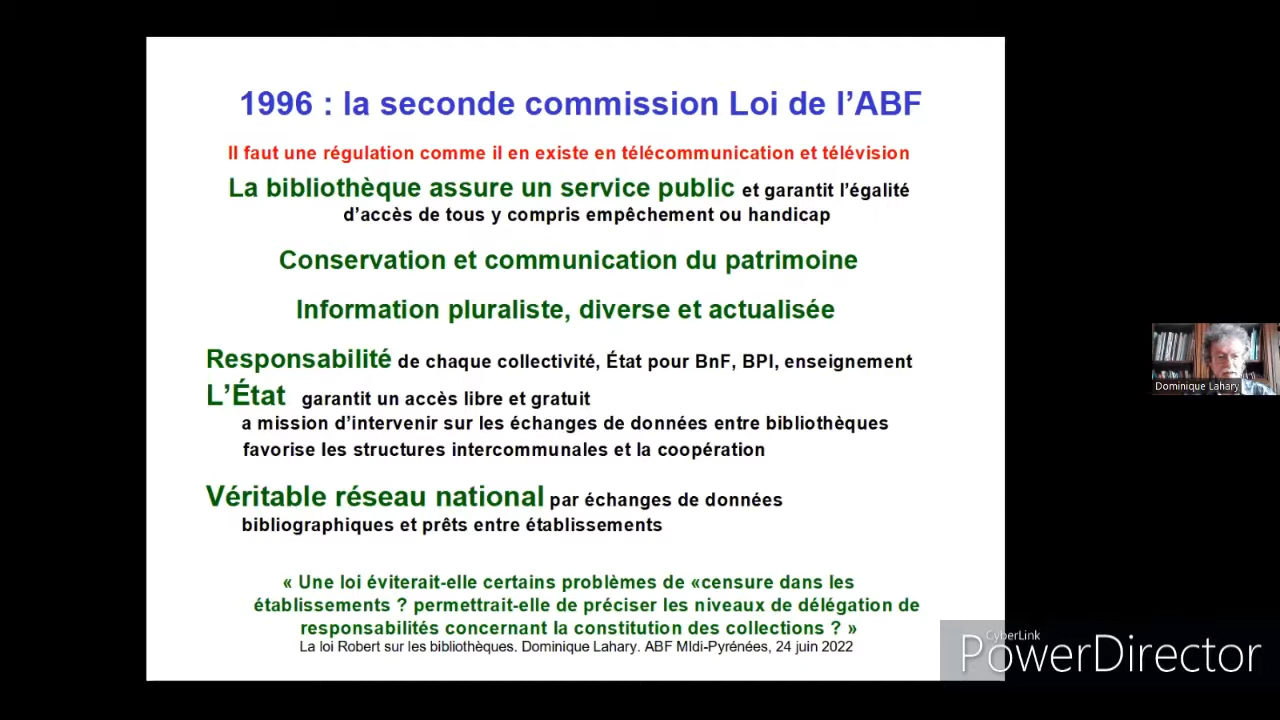 1996 : la seconde commission Loi de l'ABF
Il faut une régulation comme il en existe en télécommunication et télévision
La bibliothèque assure un service public et garantit l'égalité
d'accès de tous y compris empêchement ou handicap
Conservation et communication du patrimoine
Information pluraliste, diverse et actualisée
Responsabilité de chaque collectivité, État pour BnF, BPI, enseignement
L'État garantit un accès libre et gratuit
a mission d'intervenir sur les échanges de données entre bibliothèques
favorise les structures intercommunales et la coopération
Véritable réseau national par échanges de données
bibliographiques et prêts entre établissements
« Une loi éviterait-elle certains problèmes de «censure dans les
établissements ? permettrait-elle de préciser les niveaux de délégation de
responsabilités concernant la constitution des collections ? »
La loi Robert sur les bibliothèques. Dominique Lahary. ABF MIdi-Pyrénées, 24 juin 2022
Dominique Lahary
CyberLink
PowerDirector